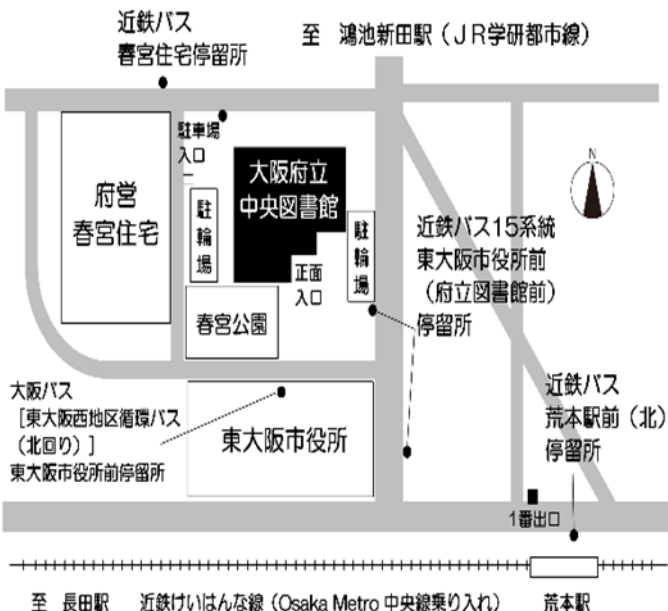 近鉄バス
春宮住宅停留所
至 鴻池新田駅（JR学研都市線）
駐車場
入口
大阪府立
中央図書館
N
府営
春宮住宅
駐輪場
駐輪場
正面
入口
近鉄バス15系統
東大阪市役所前
（府立図書館前）
停留所
春宮公園
大阪バス
［東大阪西地区循環バス
（北回り）］
東大阪市役所前停留所
東大阪市役所
近鉄バス
荒本駅前（北）
停留所
1番出口
至 長田駅 近鉄けいはんな線（Osaka Metro 中央線乗り入れ） 荒本駅